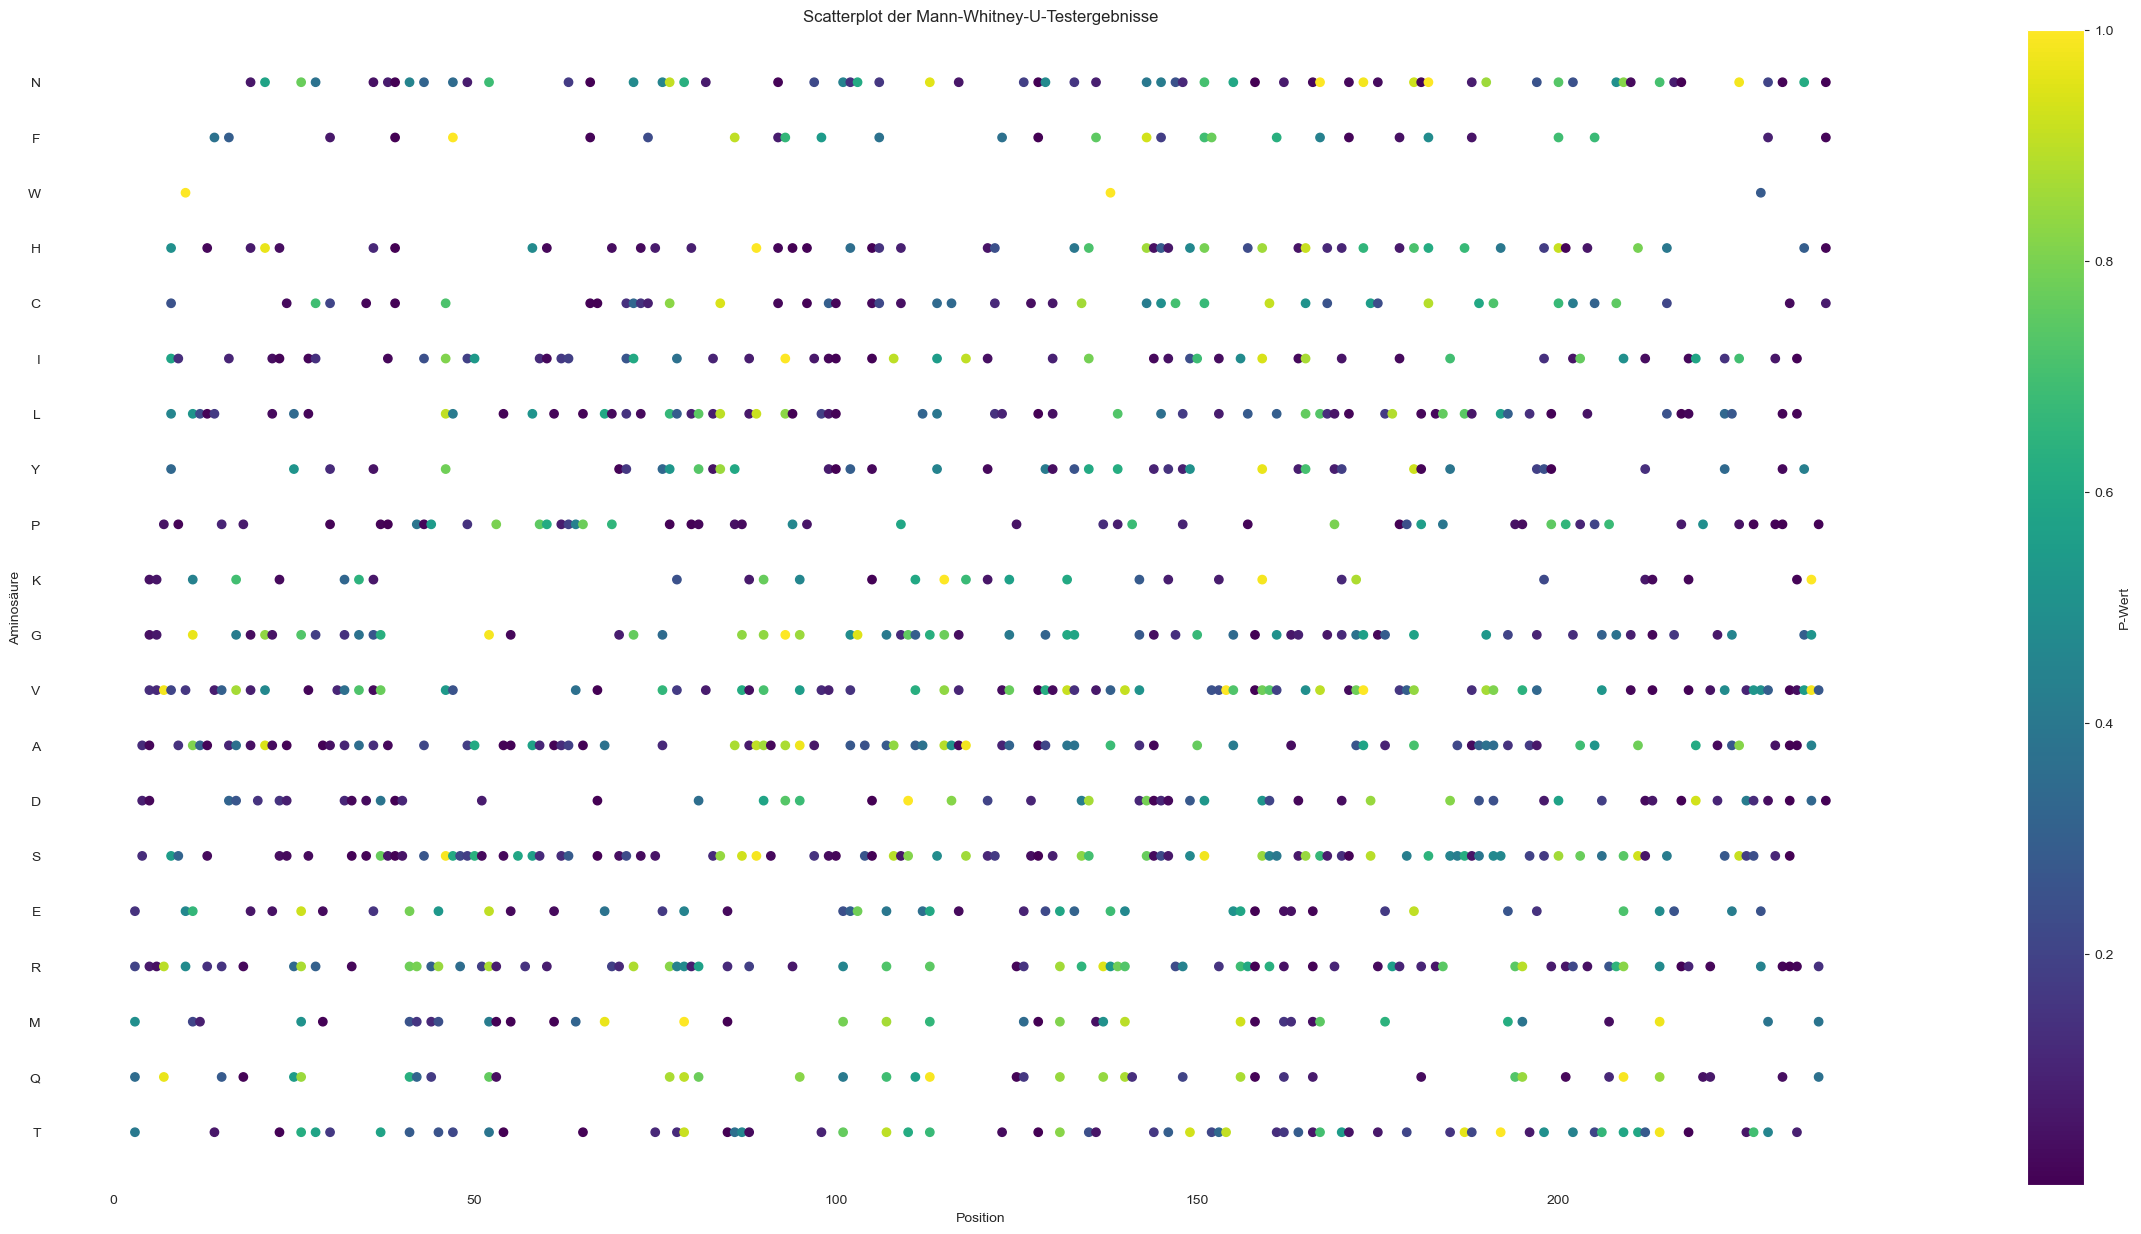 Scatterplot der Mann-Whitney-U-Testergebnisse
N
F
W
H
C
I
L
Y
P
K
G
V
A
D
S
E
R
M
Q
T
Aminosäure
0 50 100 150 200
Position
1.0
0.8
0.6
0.4
0.2
P-Wert